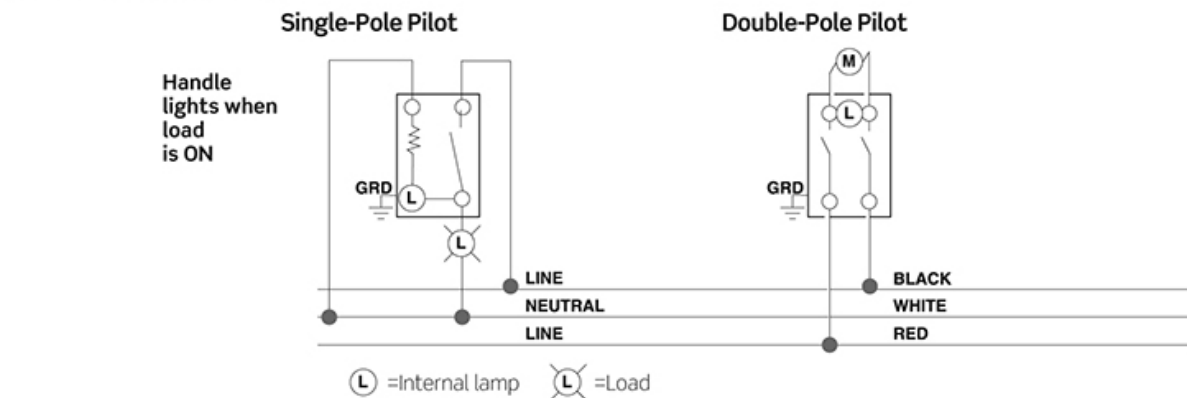 Single-Pole Pilot
Double-Pole Pilot
M
Handle
lights when
load
is ON
L
GRD
L
GRD
L
LINE
BLACK
NEUTRAL
WHITE
LINE
RED
L =Internal lamp
L =Load